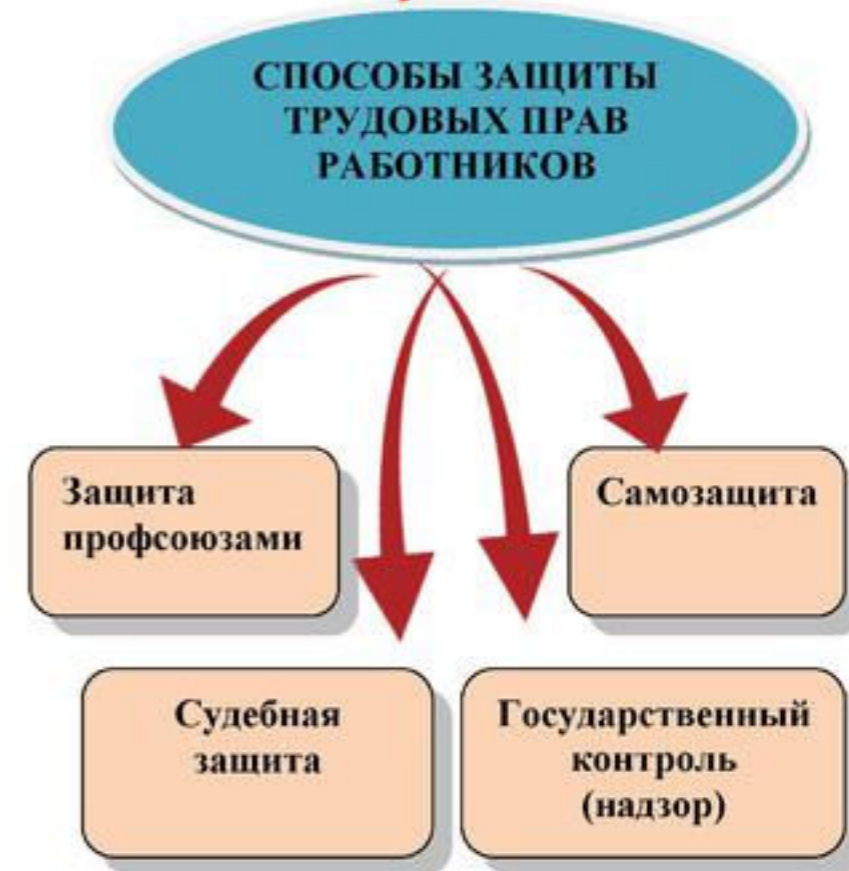 СПОСОБЫ ЗАЩИТЫ
ТРУДОВЫХ ПРАВ
РАБОТНИКОВ
Защита
профсоюзами
Самозащита
Судебная
защита
Государственный
контроль
(надзор)